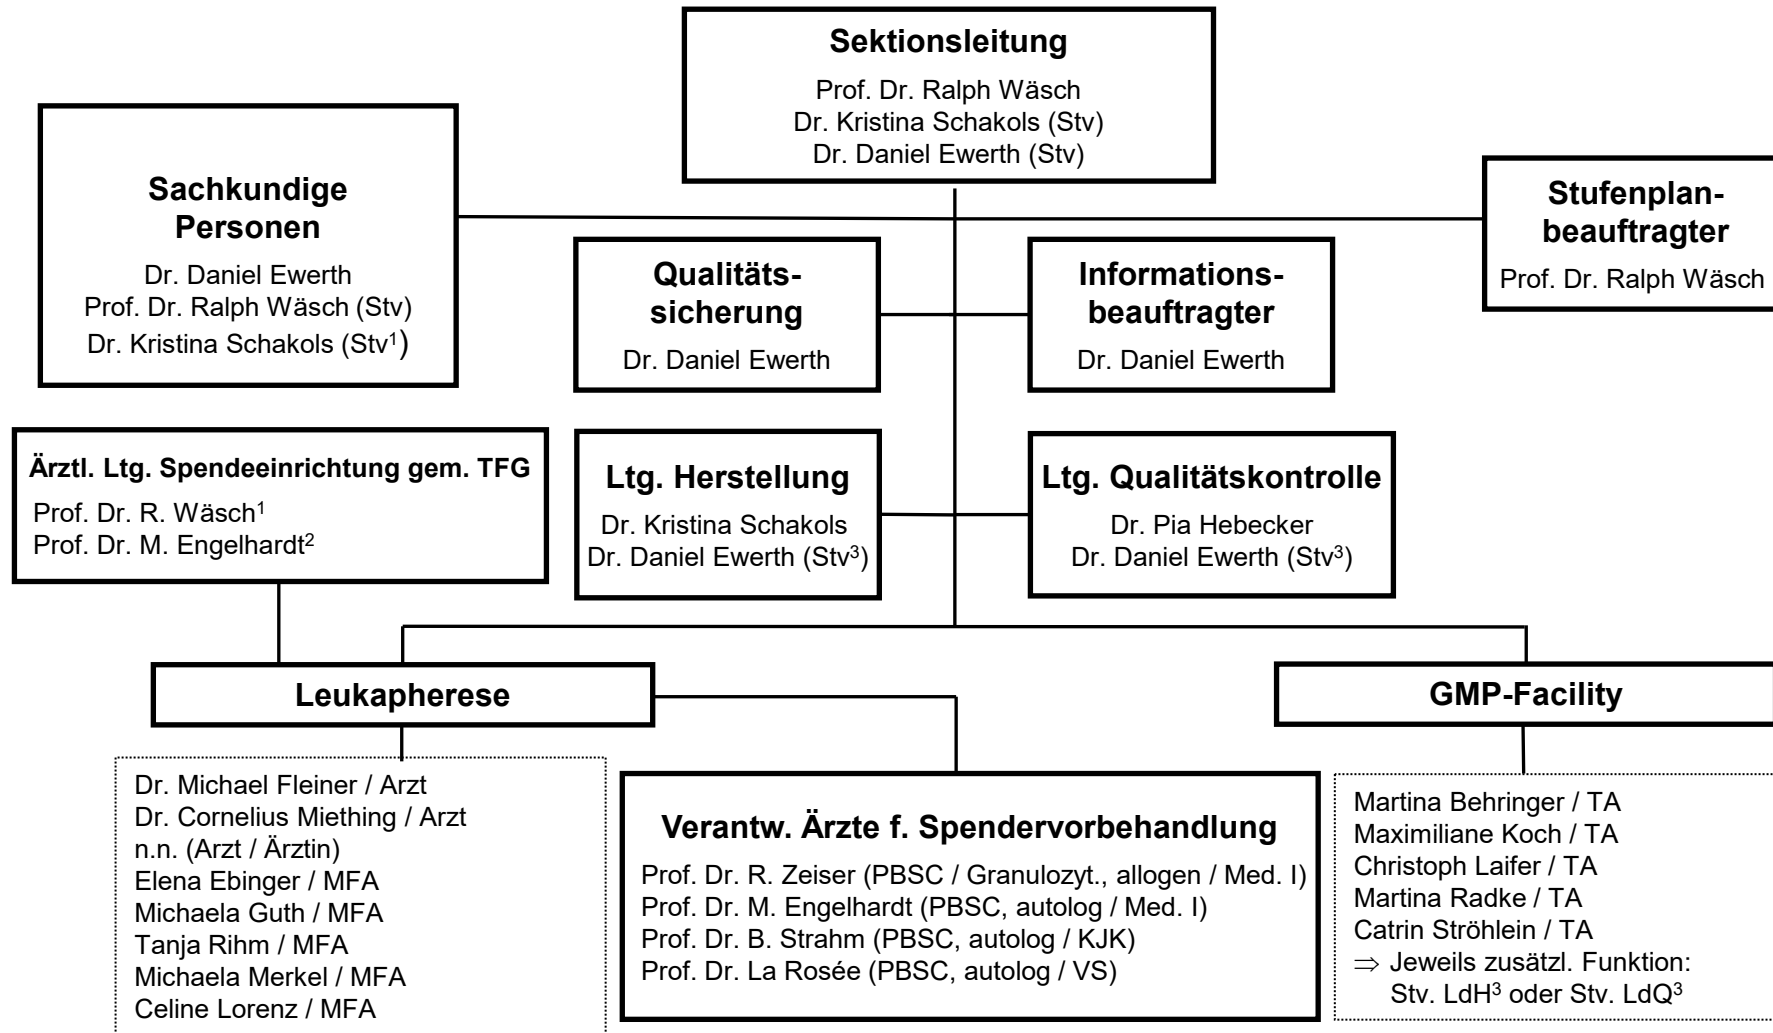 Sektionsleitung
Prof. Dr. Ralph Wäsch
Dr. Kristina Schakols (Stv)
Dr. Daniel Ewerth (Stv)
Sachkundige
Personen
Dr. Daniel Ewerth
Prof. Dr. Ralph Wäsch (Stv)
Dr. Kristina Schakols (Stv¹)
Stufenplan-
beauftragter
Prof. Dr. Ralph Wäsch
Qualitäts-
sicherung
Dr. Daniel Ewerth
Informations-
beauftragter
Dr. Daniel Ewerth
Ärztl. Ltg. Spendeeinrichtung gem. TFG
Prof. Dr. R. Wäsch¹
Prof. Dr. M. Engelhardt²
Ltg. Herstellung
Dr. Kristina Schakols
Dr. Daniel Ewerth (Stv³)
Ltg. Qualitätskontrolle
Dr. Pia Hebecker
Dr. Daniel Ewerth (Stv³)
Leukapherese
GMP-Facility
Dr. Michael Fleiner / Arzt
Dr. Cornelius Miething / Arzt
n.n. (Arzt / Ärztin)
Elena Ebinger / MFA
Michaela Guth / MFA
Tanja Rihm / MFA
Michaela Merkel / MFA
Celine Lorenz / MFA
Verantw. Ärzte f. Spendervorbehandlung
Prof. Dr. R. Zeiser (PBSC / Granulozyt., allogen / Med. I)
Prof. Dr. M. Engelhardt (PBSC, autolog / Med. I)
Prof. Dr. B. Strahm (PBSC, autolog / KJK)
Prof. Dr. La Rosée (PBSC, autolog / VS)
Martina Behringer / TA
Maximiliane Koch / TA
Christoph Laifer / TA
Martina Radke / TA
Catrin Ströhlein / TA
⇒ Jeweils zusätzl. Funktion:
Stv. LdH³ oder Stv. LdQ³